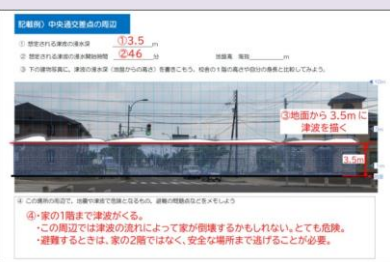 記載例）中央通交差点の周辺
① 想定される津波の浸水深 ①3.5 m
② 想定される津波の浸水開始時間 ②46 分
③ 下の建物写真に、津波の浸水深（地面からの高さ）を書きこもう。校舎の1階の高さや自分の身長と比較してみよう。
③地面から 3.5m に
津波を描く
3.5m
④ この場所の周辺で、地震や津波で危険となるもの、避難の問題点などをメモしよう
④・家の1階まで津波がくる。
・この周辺では津波の流れによって家が倒壊するかもしれない。とても危険。
・避難するときは、家の2階ではなく、安全な場所まで逃げることが必要。